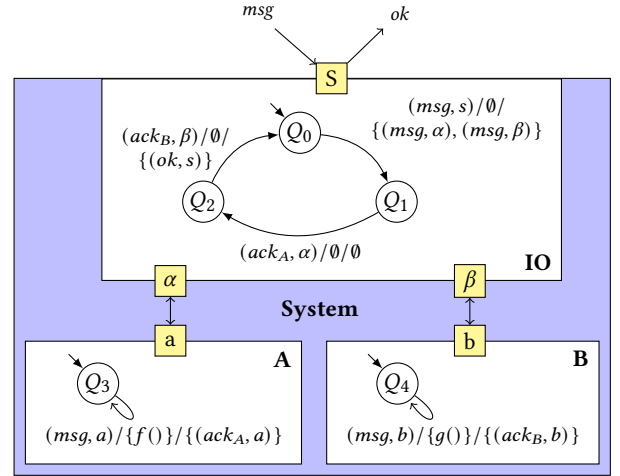 msg
ok
S
(msg, s)/∅/
{(msg, α), (msg, β)}
(ack_B, β)/∅/
{(ok, s)}
Q_0
Q_2
Q_1
(ack_A, α)/∅/∅
IO
α
β
System
a
b
A
B
Q_3
Q_4
(msg, a)/{f()}/{(ack_A, a)}
(msg, b)/{g()}/{(ack_B, b)}